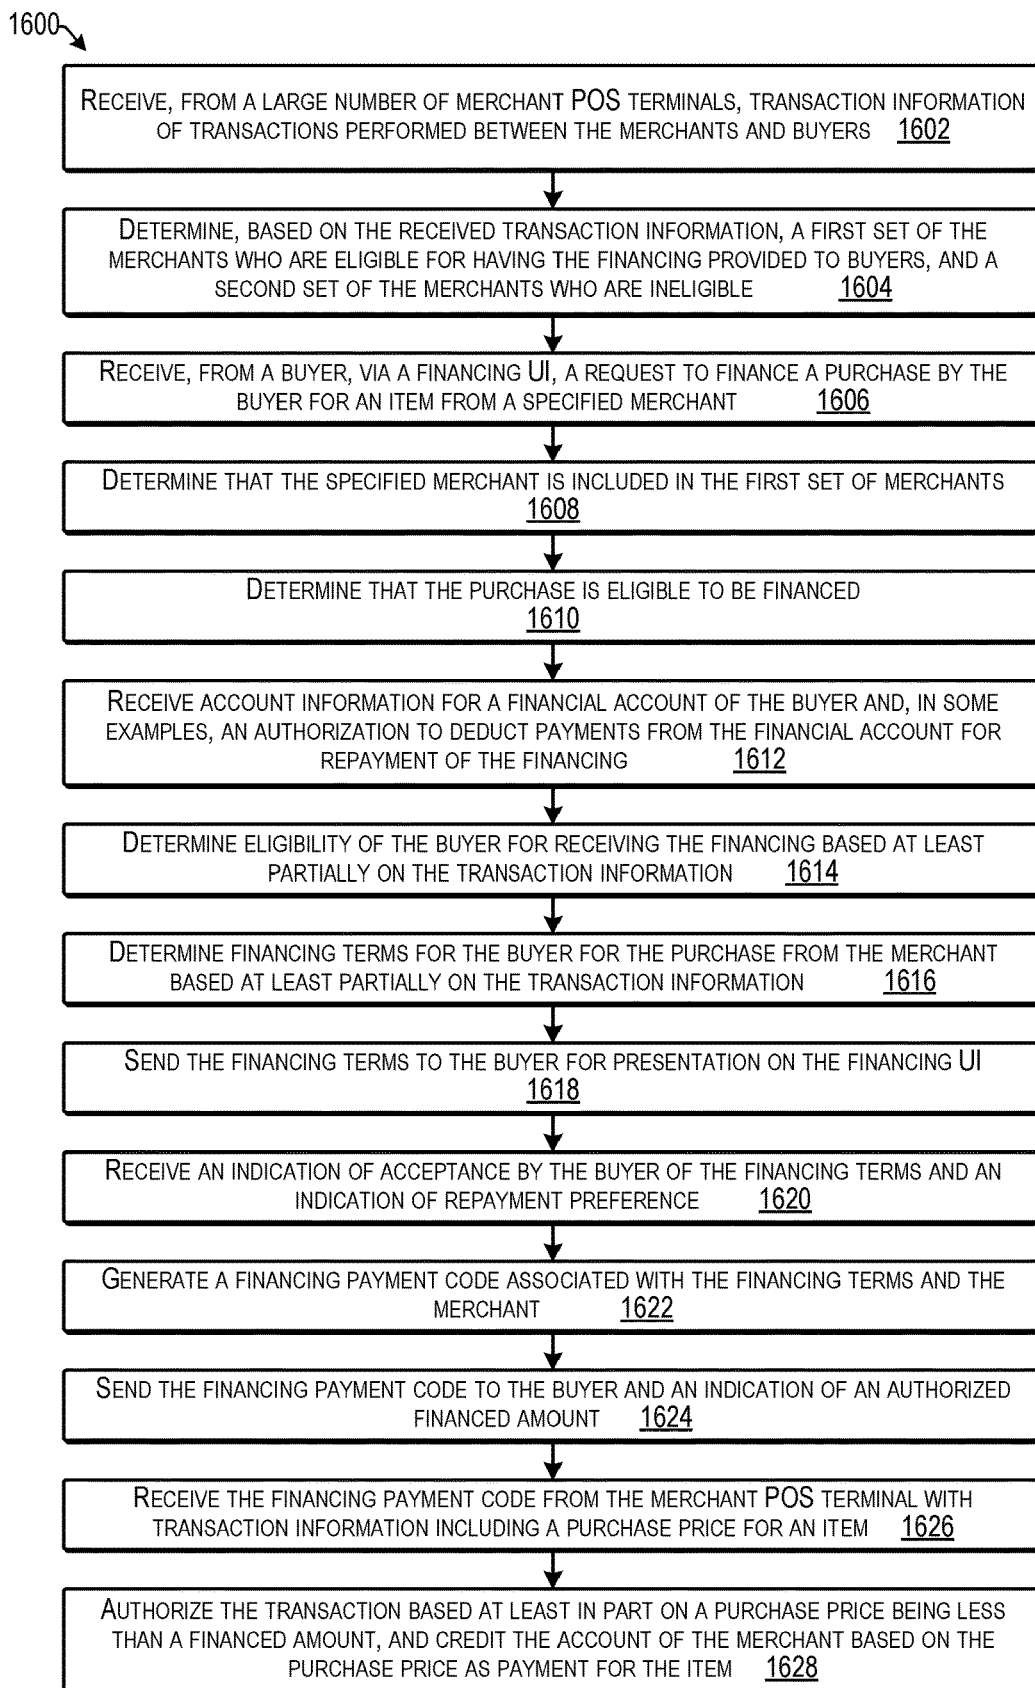 1600
RECEIVE, FROM A LARGE NUMBER OF MERCHANT POS TERMINALS, TRANSACTION INFORMATION
OF TRANSACTIONS PERFORMED BETWEEN THE MERCHANTS AND BUYERS 1602
DETERMINE, BASED ON THE RECEIVED TRANSACTION INFORMATION, A FIRST SET OF THE
MERCHANTS WHO ARE ELIGIBLE FOR HAVING THE FINANCING PROVIDED TO BUYERS, AND A
SECOND SET OF THE MERCHANTS WHO ARE INELIGIBLE 1604
RECEIVE, FROM A BUYER, VIA A FINANCING UI, A REQUEST TO FINANCE A PURCHASE BY THE
BUYER FOR AN ITEM FROM A SPECIFIED MERCHANT 1606
DETERMINE THAT THE SPECIFIED MERCHANT IS INCLUDED IN THE FIRST SET OF MERCHANTS
1608
DETERMINE THAT THE PURCHASE IS ELIGIBLE TO BE FINANCED
1610
RECEIVE ACCOUNT INFORMATION FOR A FINANCIAL ACCOUNT OF THE BUYER AND, IN SOME
EXAMPLES, AN AUTHORIZATION TO DEDUCT PAYMENTS FROM THE FINANCIAL ACCOUNT FOR
REPAYMENT OF THE FINANCING 1612
DETERMINE ELIGIBILITY OF THE BUYER FOR RECEIVING THE FINANCING BASED AT LEAST
PARTIALLY ON THE TRANSACTION INFORMATION 1614
DETERMINE FINANCING TERMS FOR THE BUYER FOR THE PURCHASE FROM THE MERCHANT
BASED AT LEAST PARTIALLY ON THE TRANSACTION INFORMATION 1616
SEND THE FINANCING TERMS TO THE BUYER FOR PRESENTATION ON THE FINANCING UI
1618
RECEIVE AN INDICATION OF ACCEPTANCE BY THE BUYER OF THE FINANCING TERMS AND AN
INDICATION OF REPAYMENT PREFERENCE 1620
GENERATE A FINANCING PAYMENT CODE ASSOCIATED WITH THE FINANCING TERMS AND THE
MERCHANT 1622
SEND THE FINANCING PAYMENT CODE TO THE BUYER AND AN INDICATION OF AN AUTHORIZED
FINANCED AMOUNT 1624
RECEIVE THE FINANCING PAYMENT CODE FROM THE MERCHANT POS TERMINAL WITH
TRANSACTION INFORMATION INCLUDING A PURCHASE PRICE FOR AN ITEM 1626
AUTHORIZE THE TRANSACTION BASED AT LEAST IN PART ON A PURCHASE PRICE BEING LESS
THAN A FINANCED AMOUNT, AND CREDIT THE ACCOUNT OF THE MERCHANT BASED ON THE
PURCHASE PRICE AS PAYMENT FOR THE ITEM 1628